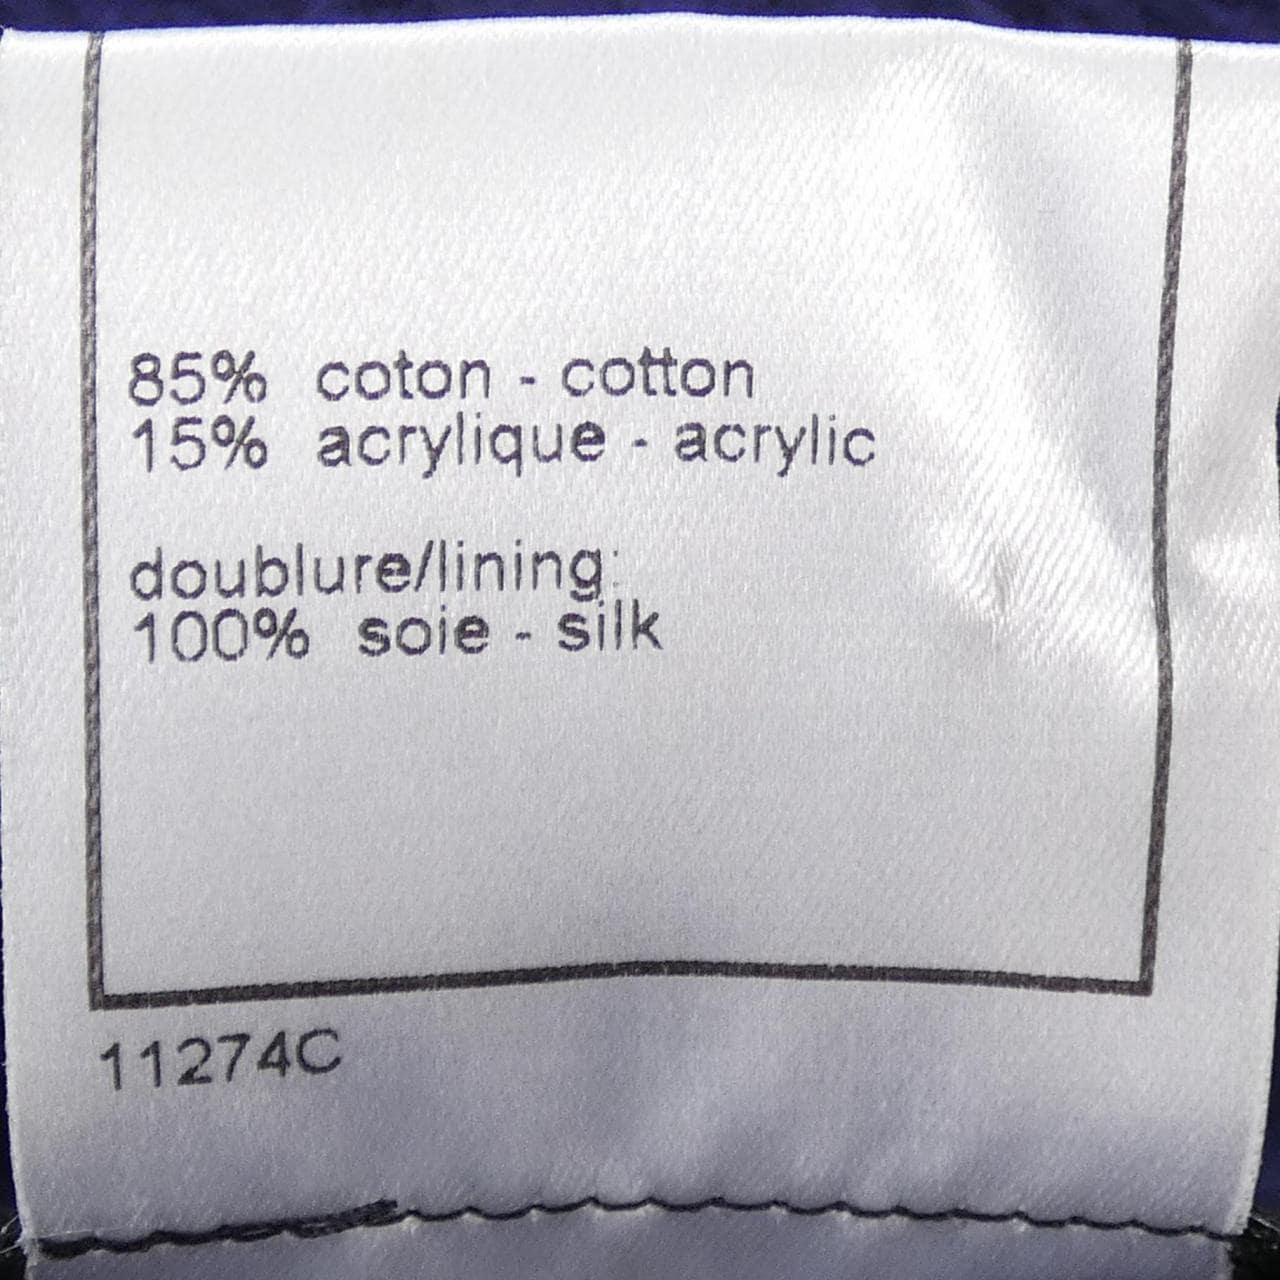 85% coton - cotton
15% acrylique - acrylic
doublure/lining:
100% soie - silk
11274C